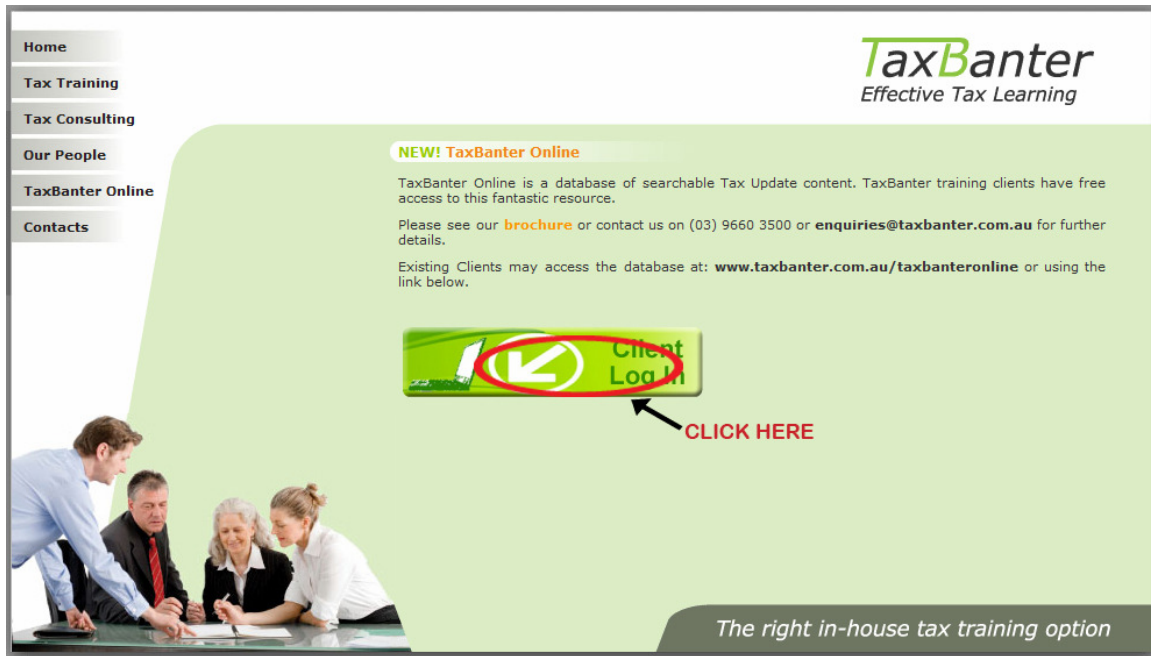 Home
Tax Training
Tax Consulting
Our People
TaxBanter Online
Contacts
TaxBanter
Effective Tax Learning
NEW! TaxBanter Online
TaxBanter Online is a database of searchable Tax Update content. TaxBanter training clients have free
access to this fantastic resource.
Please see our brochure or contact us on (03) 9660 3500 or enquiries@taxbanter.com.au for further
details.
Existing Clients may access the database at: www.taxbanter.com.au/taxbanteronline or using the
link below.
Client
Log In
CLICK HERE
The right in-house tax training option